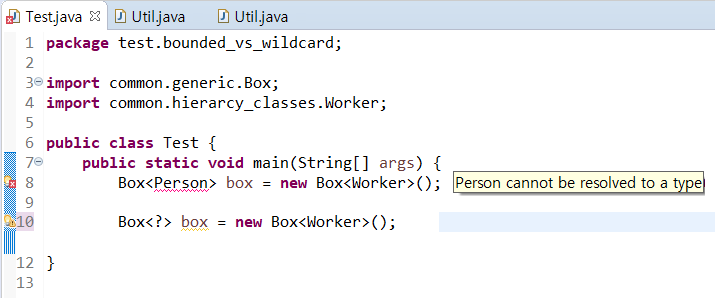 Test.java Util.java Util.java
1 package test.bounded_vs_wildcard;
2
3 import common.generic.Box;
4 import common.hierarcy_classes.Worker;
5
6 public class Test {
7 public static void main(String[] args) {
8 Box<Person> box = new Box<Worker>(); Person cannot be resolved to a type
9
10 Box<?> box = new Box<Worker>();
12 }
13